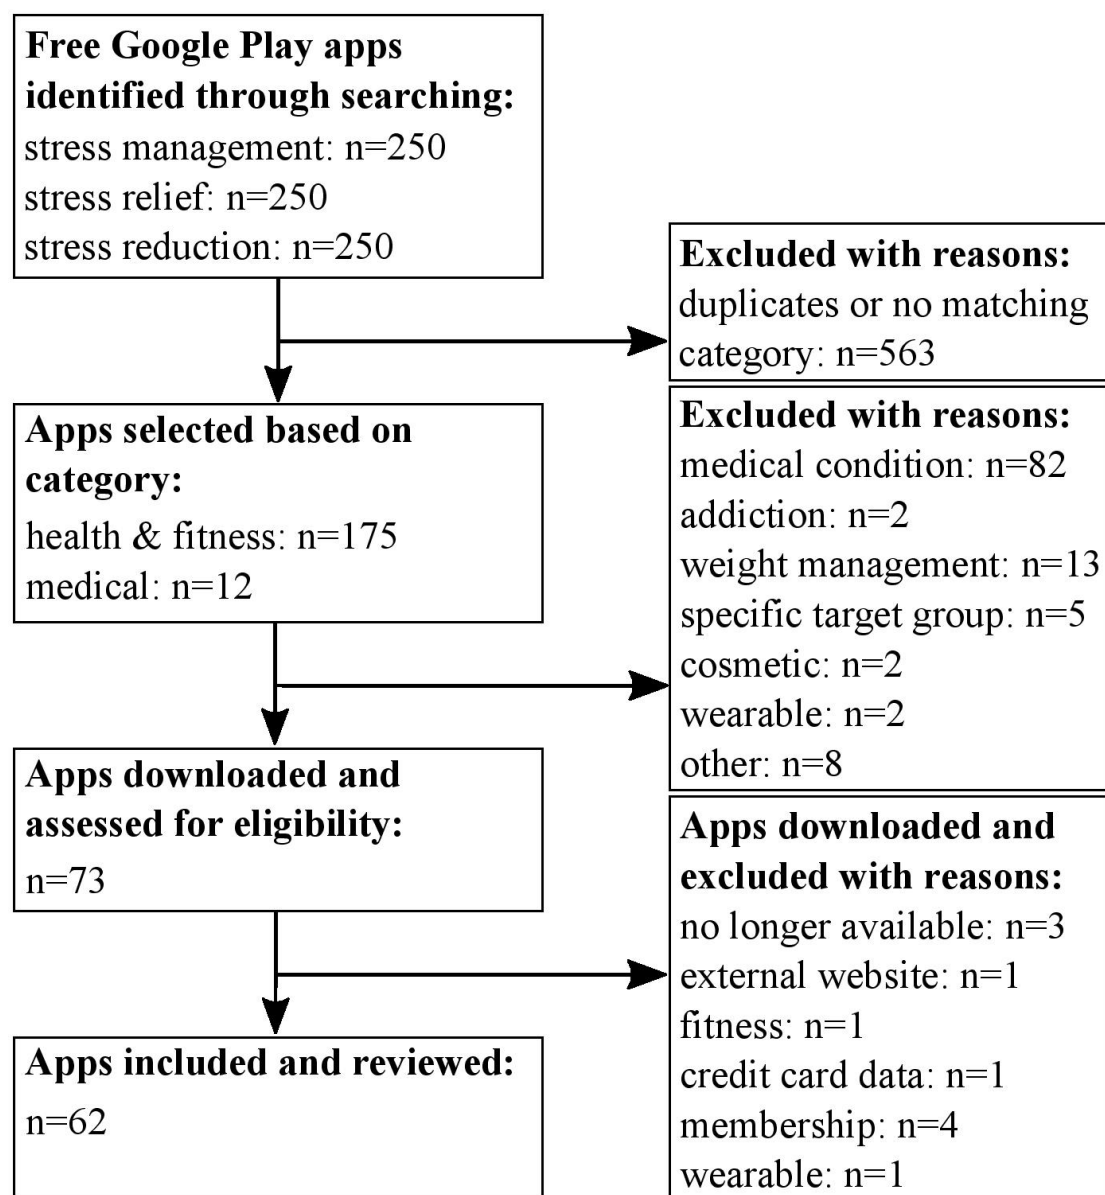 Free Google Play apps
identified through searching:
stress management: n=250
stress relief: n=250
stress reduction: n=250
Excluded with reasons:
duplicates or no matching
category: n=563
Apps selected based on
category:
health & fitness: n=175
medical: n=12
Excluded with reasons:
medical condition: n=82
addiction: n=2
weight management: n=13
specific target group: n=5
cosmetic: n=2
wearable: n=2
other: n=8
Apps downloaded and
assessed for eligibility:
n=73
Apps downloaded and
excluded with reasons:
no longer available: n=3
external website: n=1
fitness: n=1
credit card data: n=1
membership: n=4
wearable: n=1
Apps included and reviewed:
n=62